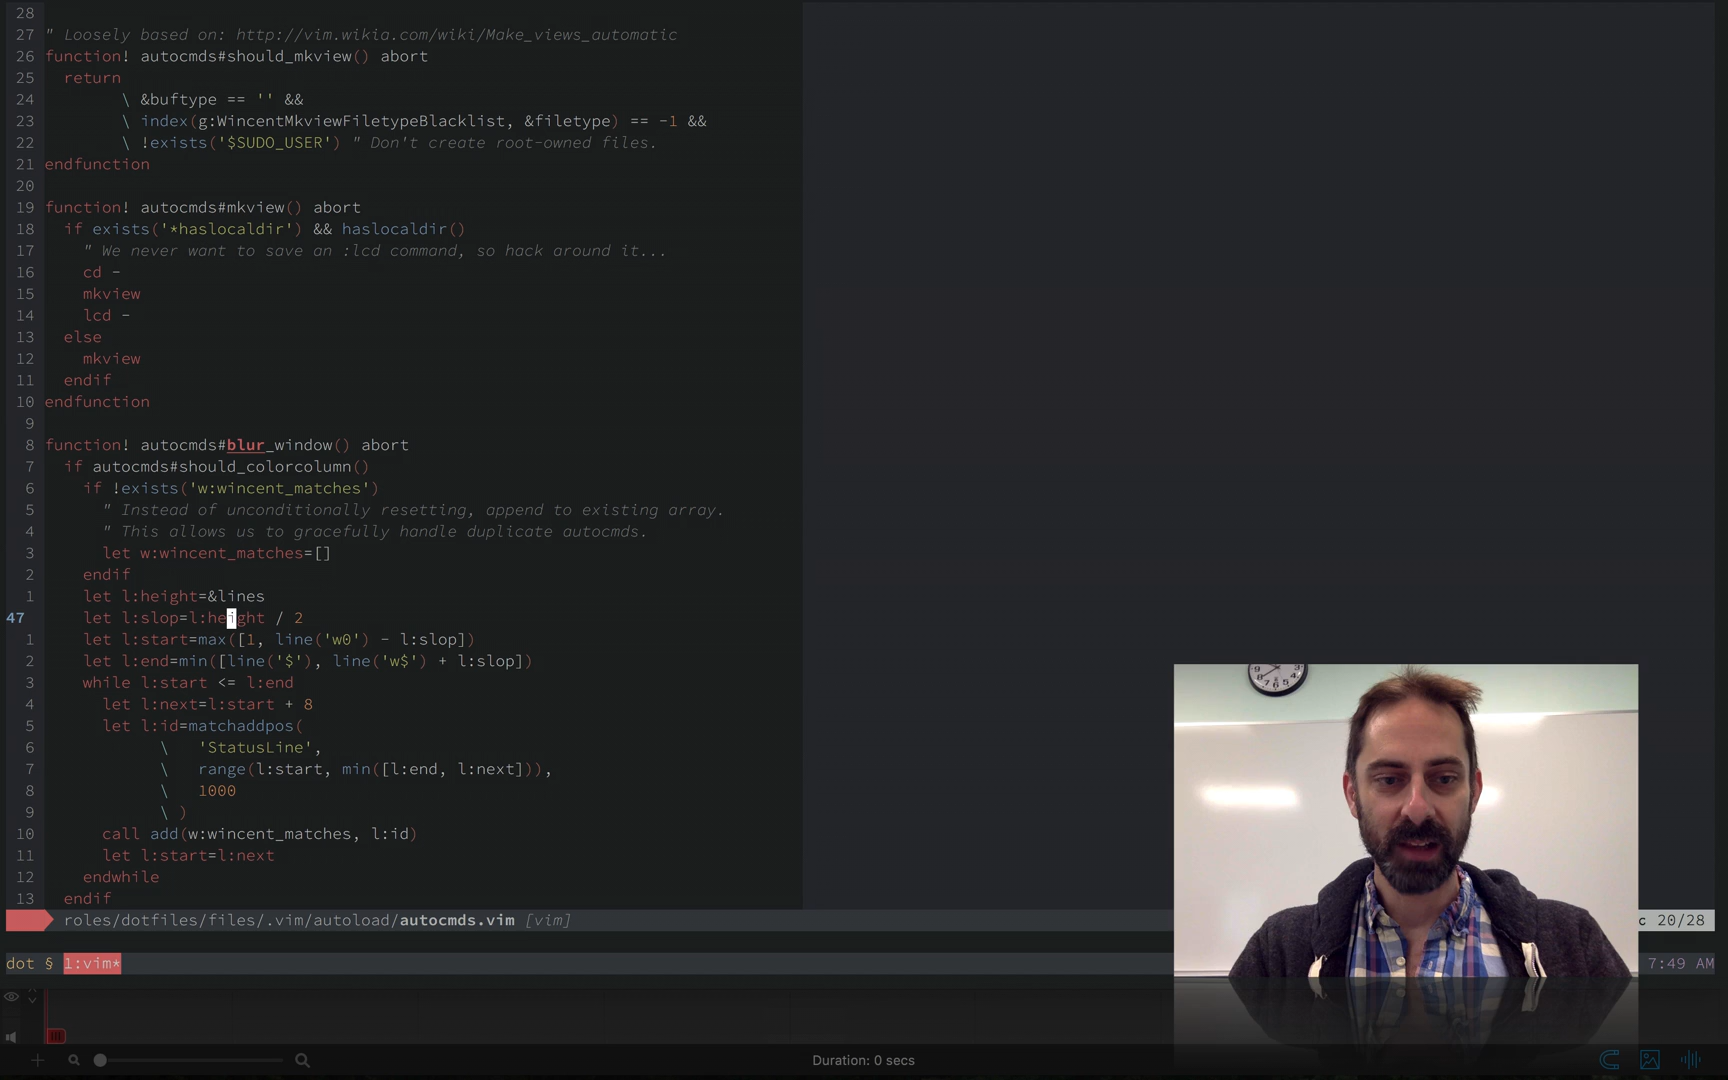 28
27 " Loosely based on: http://vim.wikia.com/wiki/Make_views_automatic
26 function! autocmds#should_mkview() abort
25   return
24         \ &buftype == '' &&
23         \ index(g:WincentMkviewFiletypeBlacklist, &filetype) == -1 &&
22         \ !exists('$SUDO_USER') " Don't create root-owned files.
21 endfunction
20
19 function! autocmds#mkview() abort
18   if exists('*haslocaldir') && haslocaldir()
17     " We never want to save an :lcd command, so hack around it...
16     cd -
15     mkview
14     lcd -
13   else
12     mkview
11   endif
10 endfunction
9
8 function! autocmds#blur_window() abort
7   if autocmds#should_colorcolumn()
6     if !exists('w:wincent_matches')
5       " Instead of unconditionally resetting, append to existing array.
4       " This allows us to gracefully handle duplicate autocmds.
3       let w:wincent_matches=[]
2     endif
1     let l:height=&lines
47     let l:slop=l:height / 2
1     let l:start=max([1, line('w0') - l:slop])
2     let l:end=min([line('$'), line('w$') + l:slop])
3     while l:start <= l:end
4       let l:next=l:start + 8
5       let l:id=matchaddpos(
6             \   'StatusLine',
7             \   range(l:start, min([l:end, l:next])),
8             \   1000
9             \ )
10       call add(w:wincent_matches, l:id)
11       let l:start=l:next
12     endwhile
13   endif
roles/dotfiles/files/.vim/autoload/autocmds.vim [vim] c 20/28
dot § 1:vim* 7:49 AM
Duration: 0 secs